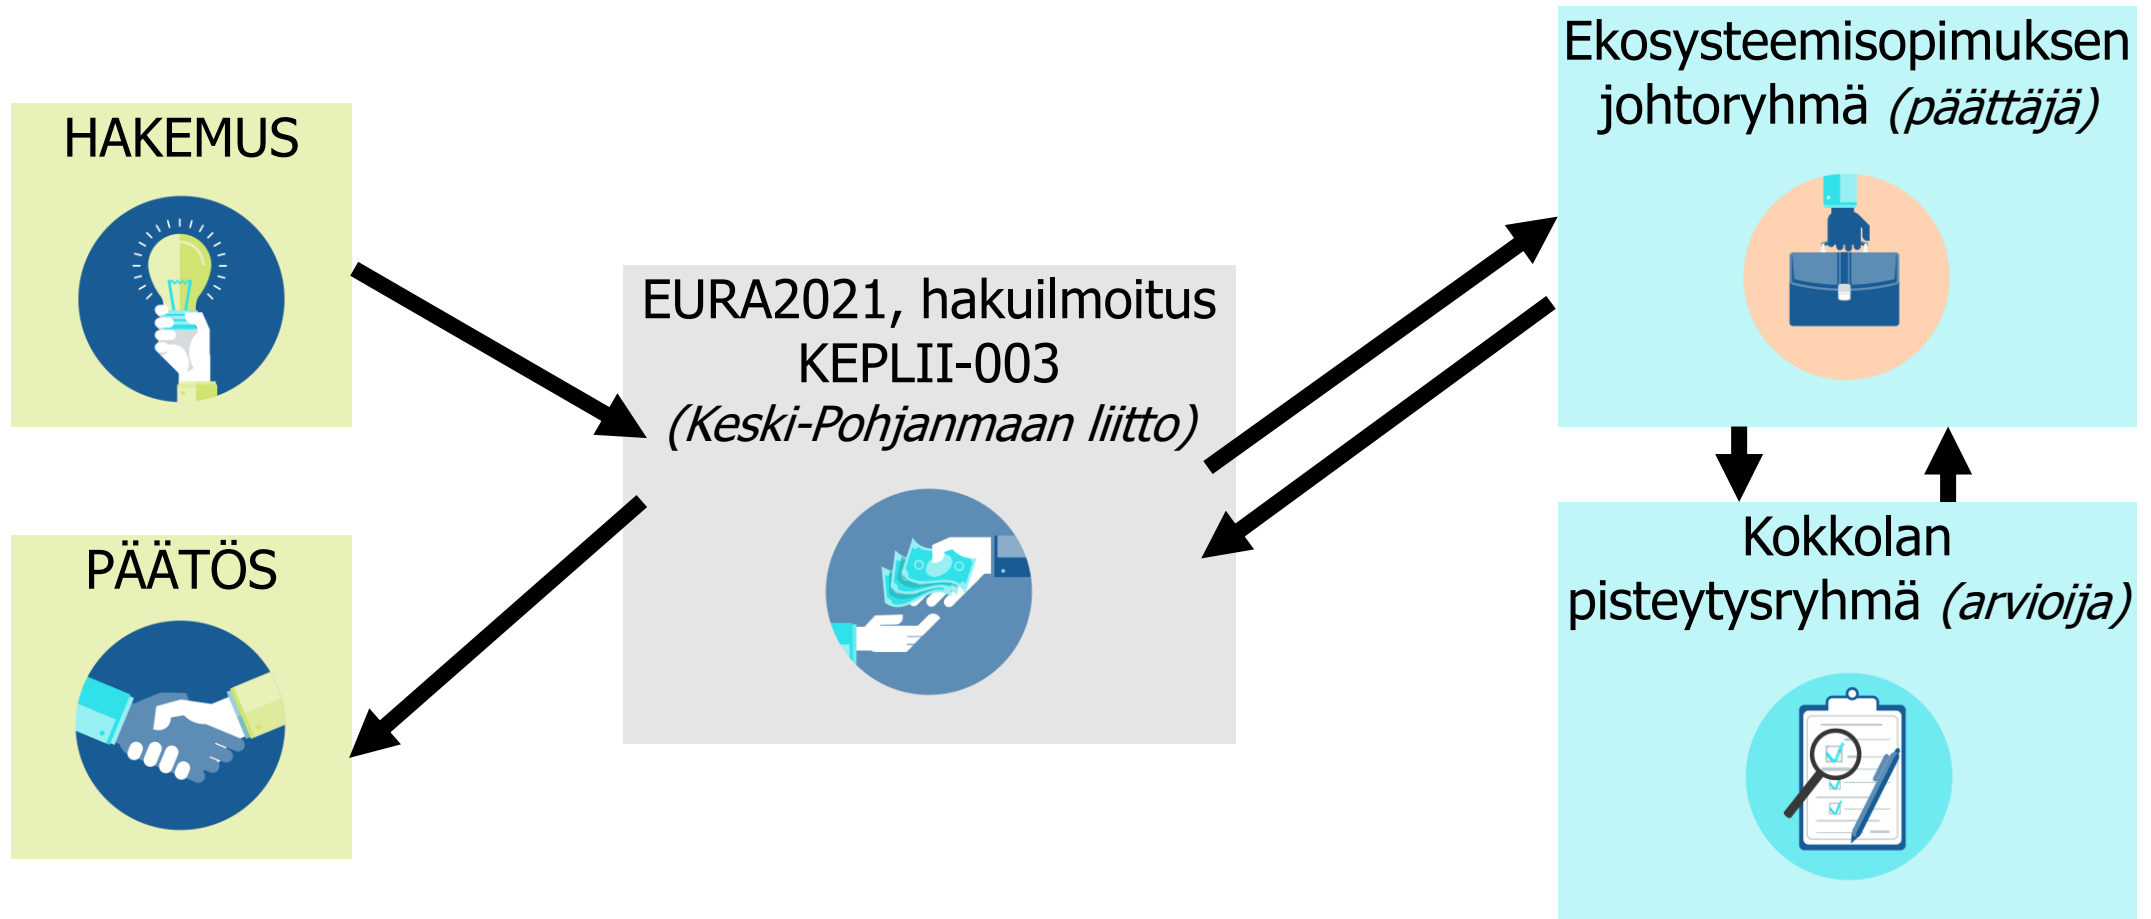 HAKEMUS
PÄÄTÖS
EURA2021, hakuilmoitus
KEPLII-003
(Keski-Pohjanmaan liitto)
Ekosysteemisopimuksen
johtoryhmä (päättäjä)
Kokkolan
pisteytysryhmä (arvioija)